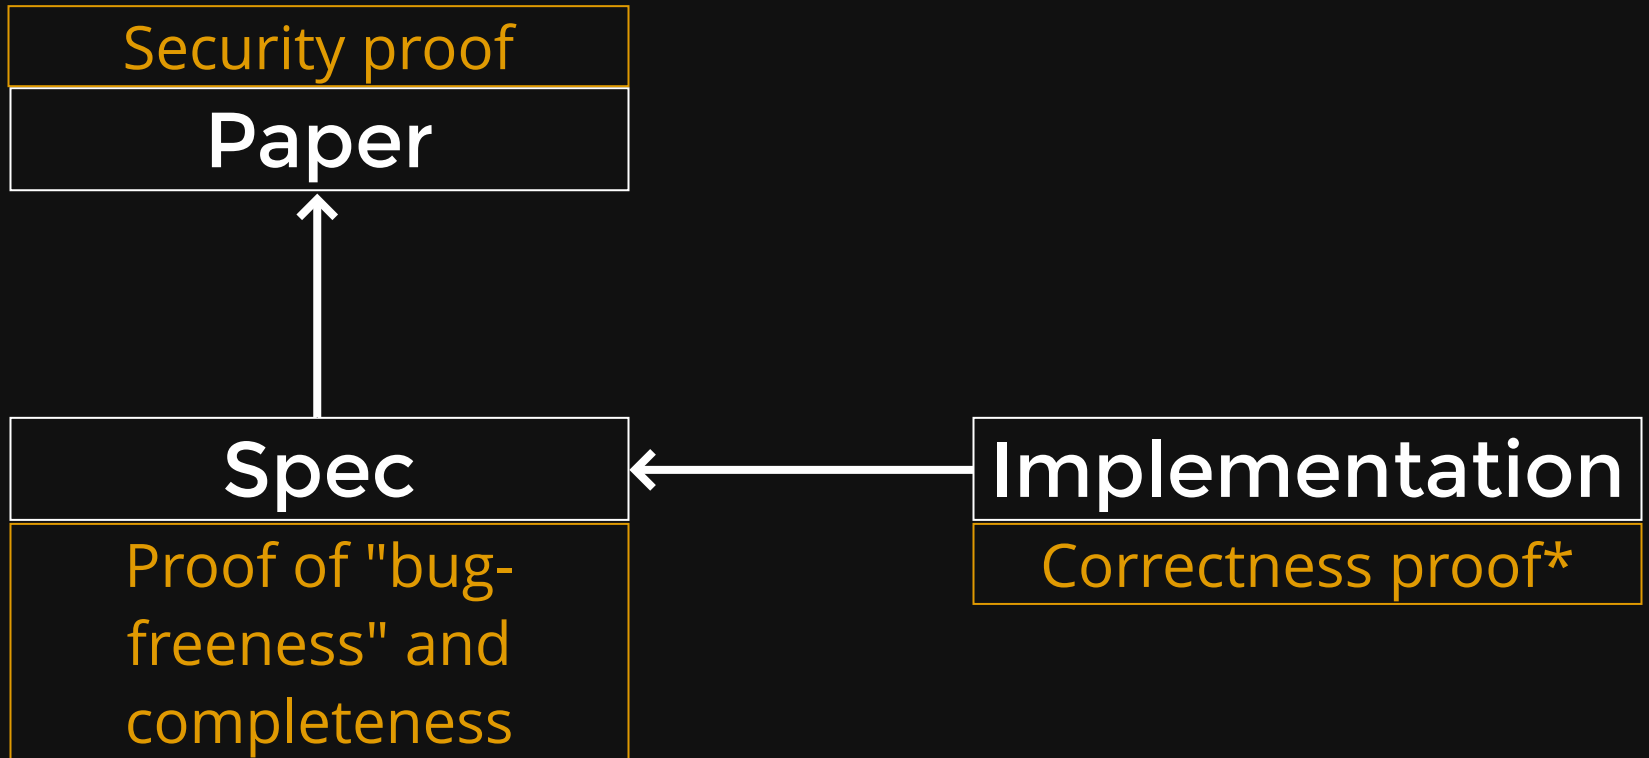 Security proof
Paper
Spec
Implementation
Proof of "bug-
freeness" and
completeness
Correctness proof*